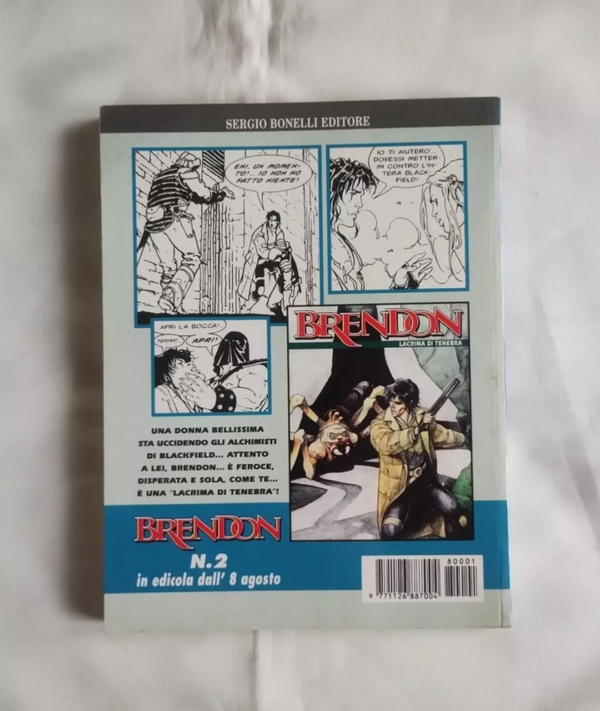 SERGIO BONELLI EDITORE
EHI, UN MOMEN-
TO!... IO NON HO
FATTO NIENTE!
IO TI AIUTERO'
DOVESSI METTER-
MI CONTRO L'IN-
TERA BLACK-
FIELD!
APRI LA BOCCA!
NHHH!
APRI!
BRENDON
LACRIMA DI TENEBRA
UNA DONNA BELLISSIMA
STA UCCIDENDO GLI ALCHIMISTI
DI BLACKFIELD... ATTENTO
A LEI, BRENDON... È FEROCE,
DISPERATA E SOLA, COME TE...
È UNA "LACRIMA DI TENEBRA"!
BRENDON
N.2
in edicola dall' 8 agosto
80001
9 771126 887004